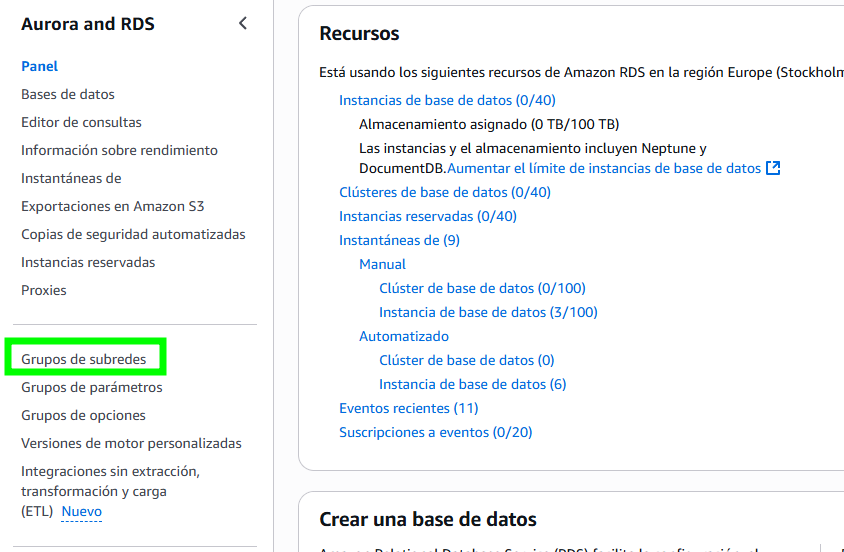 Aurora and RDS
Panel
Bases de datos
Editor de consultas
Información sobre rendimiento
Instantáneas de
Exportaciones en Amazon S3
Copias de seguridad automatizadas
Instancias reservadas
Proxies
Grupos de subredes
Grupos de parámetros
Grupos de opciones
Versiones de motor personalizadas
Integraciones sin extracción,
transformación y carga
(ETL) Nuevo
Recursos
Está usando los siguientes recursos de Amazon RDS en la región Europe (Stockholm
Instancias de base de datos (0/40)
Almacenamiento asignado (0 TB/100 TB)
Las instancias y el almacenamiento incluyen Neptune y
DocumentDB.Aumentar el límite de instancias de base de datos
Clústeres de base de datos (0/40)
Instancias reservadas (0/40)
Instantáneas de (9)
Manual
Clúster de base de datos (0/100)
Instancia de base de datos (3/100)
Automatizado
Clúster de base de datos (0)
Instancia de base de datos (6)
Eventos recientes (11)
Suscripciones a eventos (0/20)
Crear una base de datos